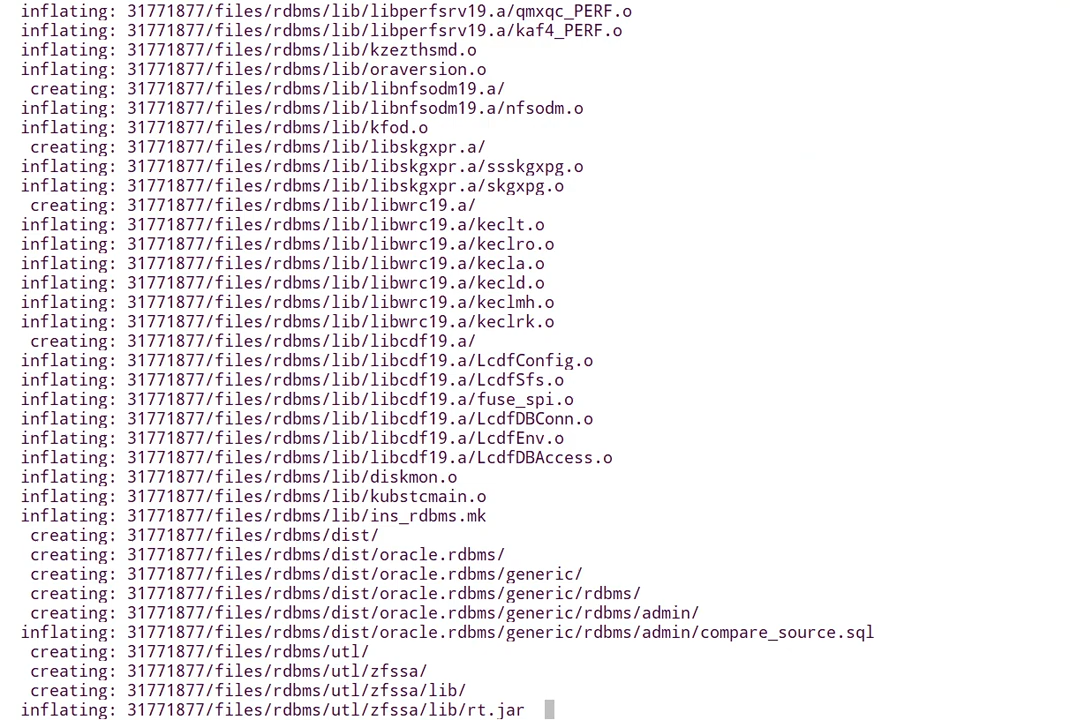 inflating: 31771877/files/rdbms/lib/libperfsrv19.a/qmxqc_PERF.o
inflating: 31771877/files/rdbms/lib/libperfsrv19.a/kaf4_PERF.o
inflating: 31771877/files/rdbms/lib/kzezthsmd.o
inflating: 31771877/files/rdbms/lib/oraversion.o
creating: 31771877/files/rdbms/lib/libnfsodm19.a/
inflating: 31771877/files/rdbms/lib/libnfsodm19.a/nfsodm.o
inflating: 31771877/files/rdbms/lib/kfod.o
creating: 31771877/files/rdbms/lib/libskgxpr.a/
inflating: 31771877/files/rdbms/lib/libskgxpr.a/ssskgxpg.o
inflating: 31771877/files/rdbms/lib/libskgxpr.a/skgxpg.o
creating: 31771877/files/rdbms/lib/libwrc19.a/
inflating: 31771877/files/rdbms/lib/libwrc19.a/keclt.o
inflating: 31771877/files/rdbms/lib/libwrc19.a/keclro.o
inflating: 31771877/files/rdbms/lib/libwrc19.a/kecla.o
inflating: 31771877/files/rdbms/lib/libwrc19.a/kecld.o
inflating: 31771877/files/rdbms/lib/libwrc19.a/keclmh.o
inflating: 31771877/files/rdbms/lib/libwrc19.a/keclrk.o
creating: 31771877/files/rdbms/lib/libcdf19.a/
inflating: 31771877/files/rdbms/lib/libcdf19.a/LcdfConfig.o
inflating: 31771877/files/rdbms/lib/libcdf19.a/LcdfSfs.o
inflating: 31771877/files/rdbms/lib/libcdf19.a/fuse_spi.o
inflating: 31771877/files/rdbms/lib/libcdf19.a/LcdfDBConn.o
inflating: 31771877/files/rdbms/lib/libcdf19.a/LcdfEnv.o
inflating: 31771877/files/rdbms/lib/libcdf19.a/LcdfDBAccess.o
inflating: 31771877/files/rdbms/lib/diskmon.o
inflating: 31771877/files/rdbms/lib/kubstcmain.o
inflating: 31771877/files/rdbms/lib/ins_rdbms.mk
creating: 31771877/files/rdbms/dist/
creating: 31771877/files/rdbms/dist/oracle.rdbms/
creating: 31771877/files/rdbms/dist/oracle.rdbms/generic/
creating: 31771877/files/rdbms/dist/oracle.rdbms/generic/rdbms/
creating: 31771877/files/rdbms/dist/oracle.rdbms/generic/rdbms/admin/
inflating: 31771877/files/rdbms/dist/oracle.rdbms/generic/rdbms/admin/compare_source.sql
creating: 31771877/files/rdbms/utl/
creating: 31771877/files/rdbms/utl/zfssa/
creating: 31771877/files/rdbms/utl/zfssa/lib/
inflating: 31771877/files/rdbms/utl/zfssa/lib/rt.jar